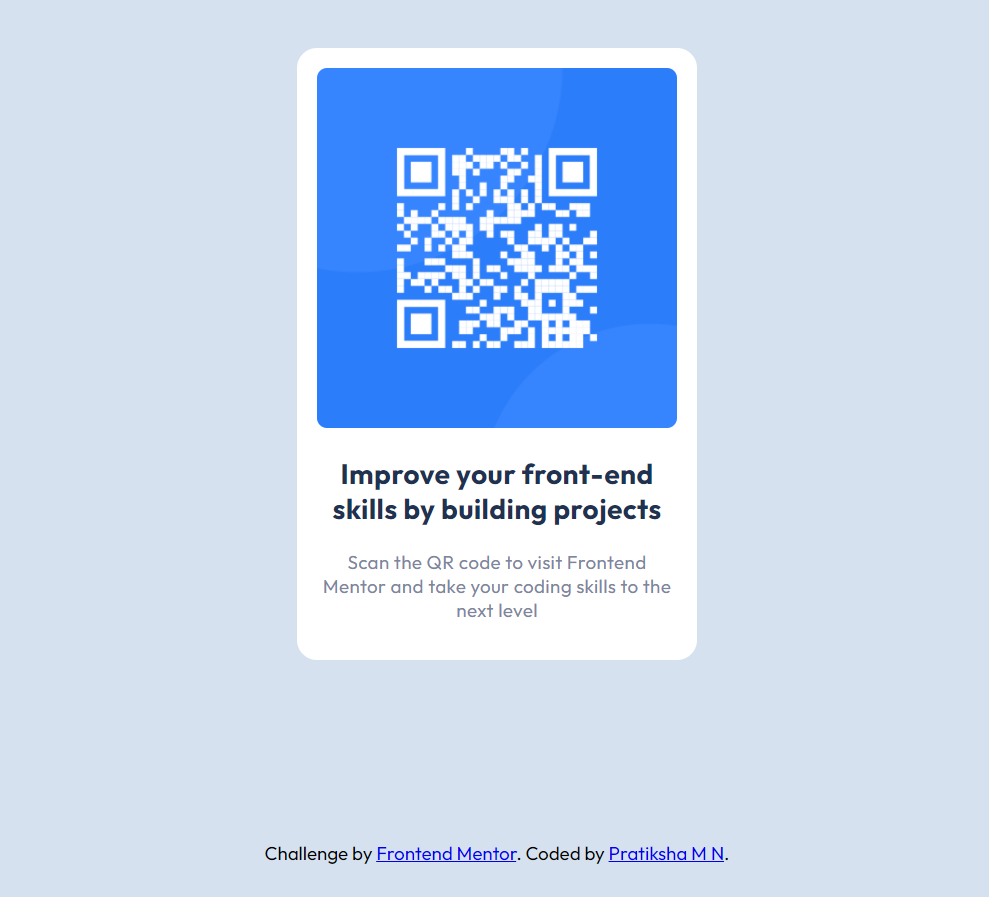 Improve your front-end
skills by building projects
Scan the QR code to visit Frontend
Mentor and take your coding skills to the
next level
Challenge by Frontend Mentor. Coded by Pratiksha M N.